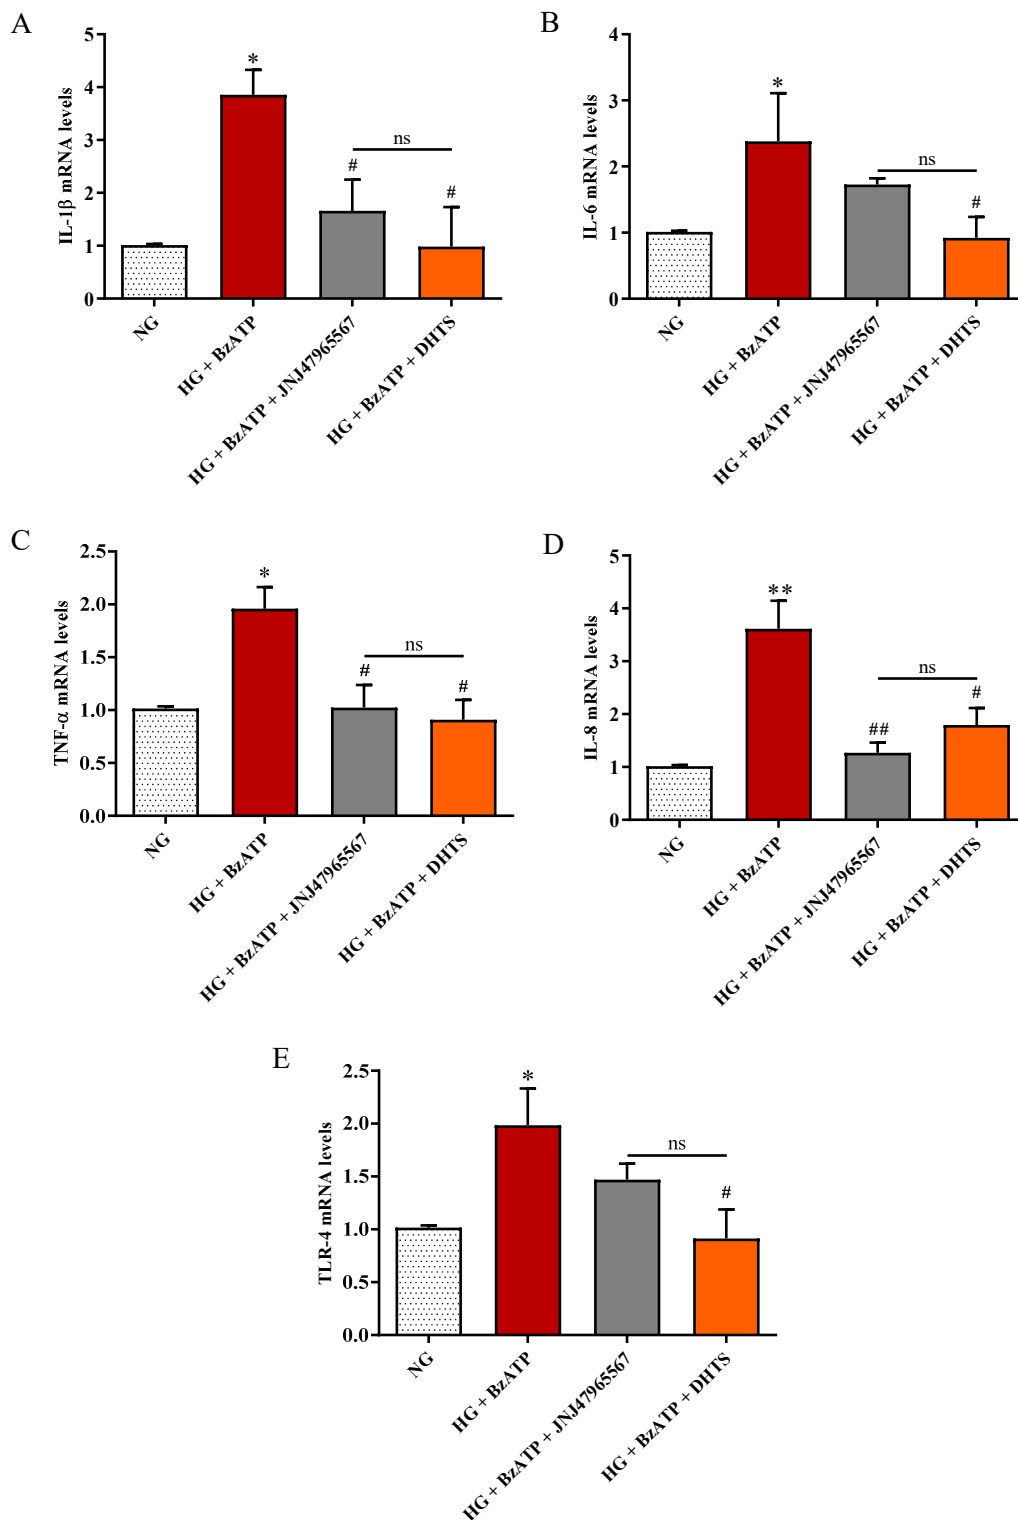 A
IL-1β mRNA levels
5
4
3
2
1
0
*
#
ns
#
NG
HG + BzATP
HG + BzATP + JNJ47965567
HG + BzATP + DHTS
B
IL-6 mRNA levels
4
3
2
1
0
*
ns
#
NG
HG + BzATP
HG + BzATP + JNJ47965567
HG + BzATP + DHTS
C
TNF-α mRNA levels
2.5
2.0
1.5
1.0
0.5
0.0
*
#
ns
#
NG
HG + BzATP
HG + BzATP + JNJ47965567
HG + BzATP + DHTS
D
IL-8 mRNA levels
5
4
3
2
1
0
**
##
ns
#
NG
HG + BzATP
HG + BzATP + JNJ47965567
HG + BzATP + DHTS
E
TLR-4 mRNA levels
2.5
2.0
1.5
1.0
0.5
0.0
*
ns
#
NG
HG + BzATP
HG + BzATP + JNJ47965567
HG + BzATP + DHTS